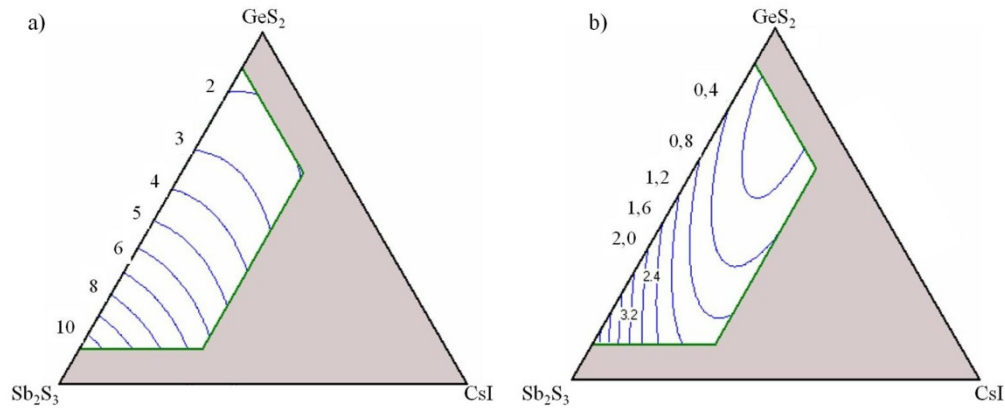 a)
GeS₂
2
3
4
5
6
8
10
Sb₂S₃
CsI
b)
GeS₂
0,4
0,8
1,2
1,6
2,0
2.4
3.2
Sb₂S₃
CsI